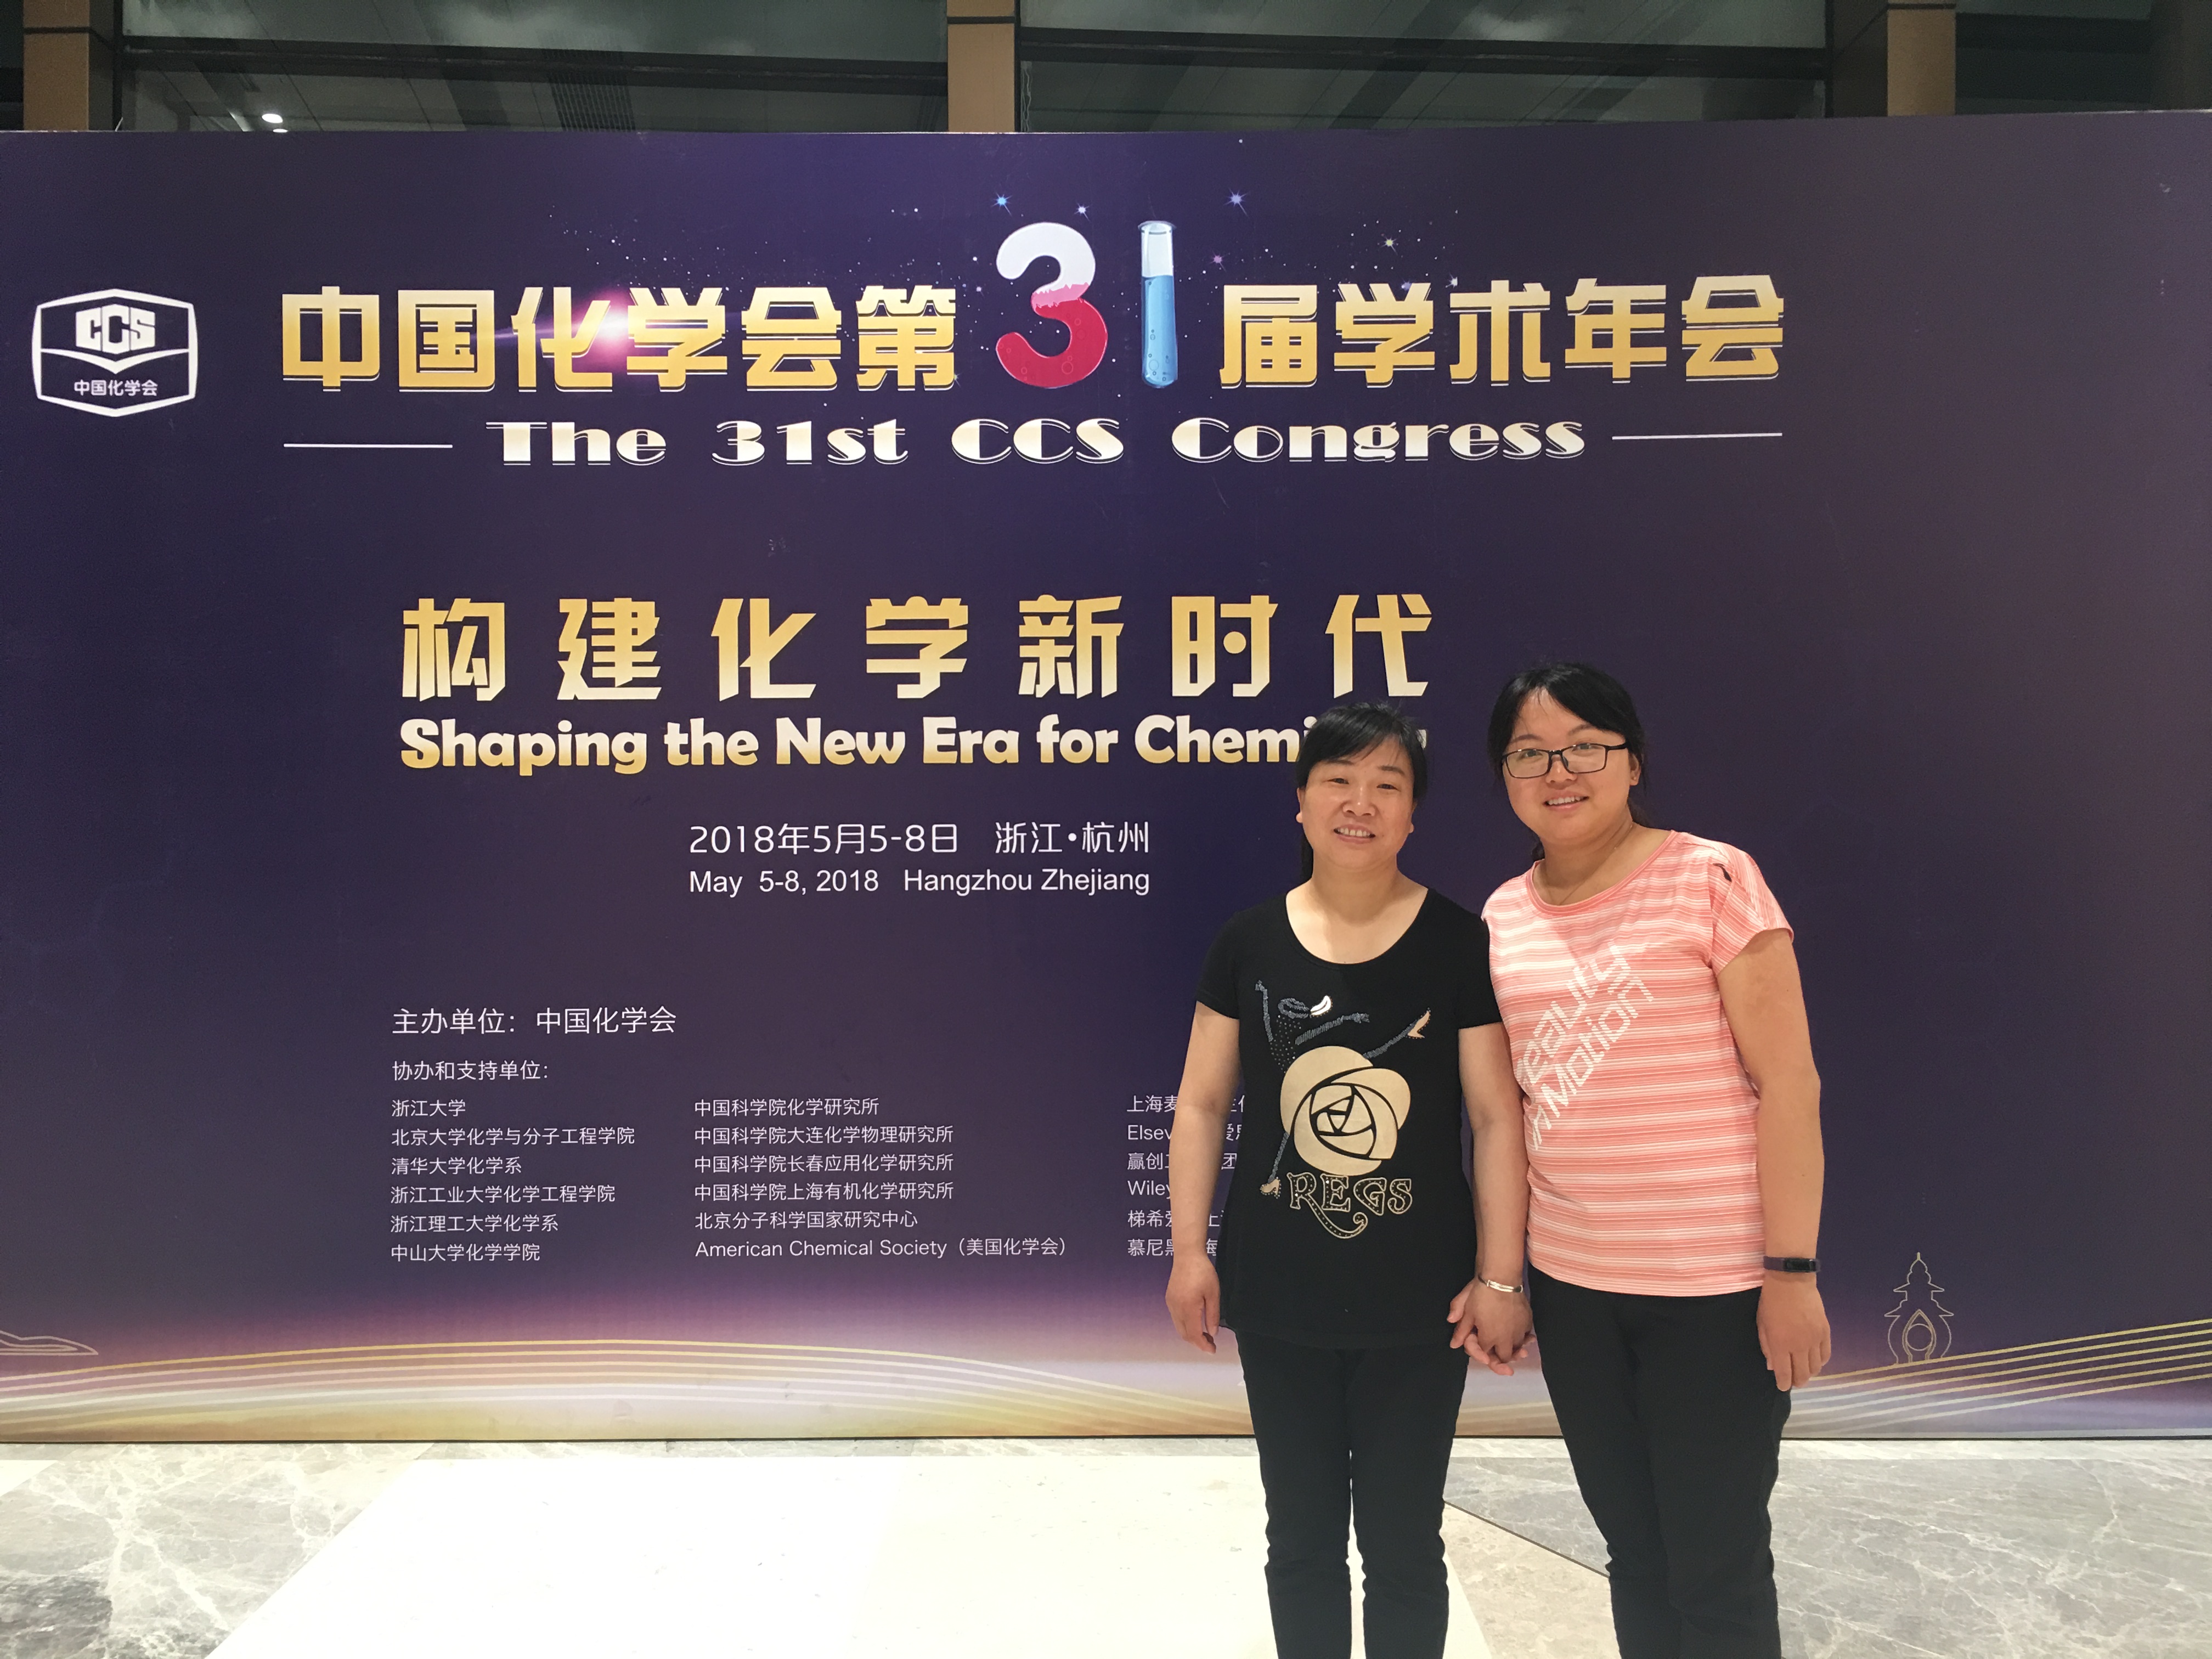 CCS
中国化学会
中国化学会第31届学术年会
The 31st CCS Congress
构建化学新时代
Shaping the New Era for
2018年5月5-8日 浙江·杭州
May 5-8, 2018 Hangzhou Zhejiang
主办单位：中国化学会
协办和支持单位：
浙江大学
北京大学化学与分子工程学院
清华大学化学系
浙江工业大学化学工程学院
浙江理工大学化学系
中山大学化学学院
中国科学院化学研究所
中国科学院大连化学物理研究所
中国科学院长春应用化学研究所
中国科学院上海有机化学研究所
北京分子科学国家研究中心
American Chemical Society（美国化学会）
上海麦
赢创
Wiley
梯希
慕尼黑
REGS
Motion